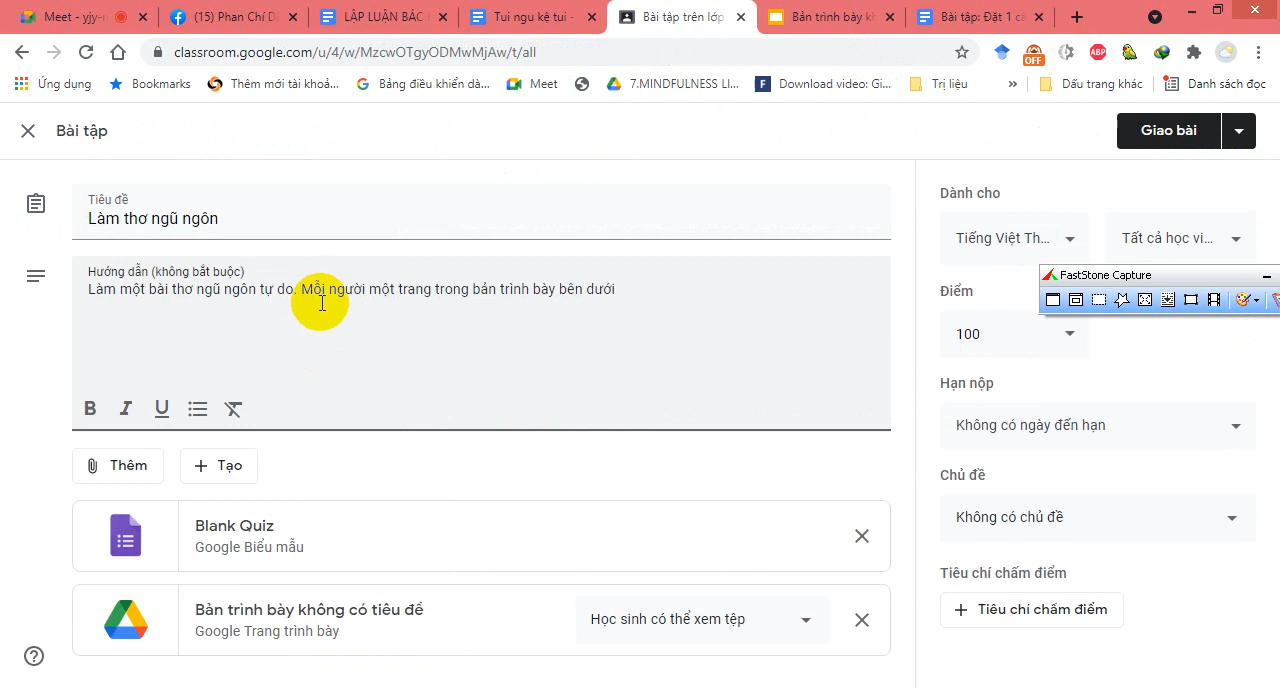 Meet - yjy-r
(15) Phan Chí D
LẬP LUẬN BÁC
Tui ngu kệ tui -
Bài tập trên lớp
Bản trình bày kh
Bài tập: Đặt 1 câ
classroom.google.com/u/4/w/MzcwOTgyODMwMjAw/t/all
ABP
OFF
Ứng dụng
Bookmarks
Thêm mới tài khoả...
Bảng điều khiển dà...
Meet
7.MINDFULNESS LI...
Download video: Gi...
Trị liệu
»
Dấu trang khác
Danh sách đọc
Bài tập
Giao bài
Tiêu đề
Làm thơ ngũ ngôn
Hướng dẫn (không bắt buộc)
Làm một bài thơ ngũ ngôn tự do. Mỗi người một trang trong bản trình bày bên dưới
B I U
Thêm
Tạo
Blank Quiz
Google Biểu mẫu
Bản trình bày không có tiêu đề
Google Trang trình bày
Học sinh có thể xem tệp
Dành cho
Tiếng Việt Th...
Tất cả học vi...
FastStone Capture
Điểm
100
Hạn nộp
Không có ngày đến hạn
Chủ đề
Không có chủ đề
Tiêu chí chấm điểm
Tiêu chí chấm điểm